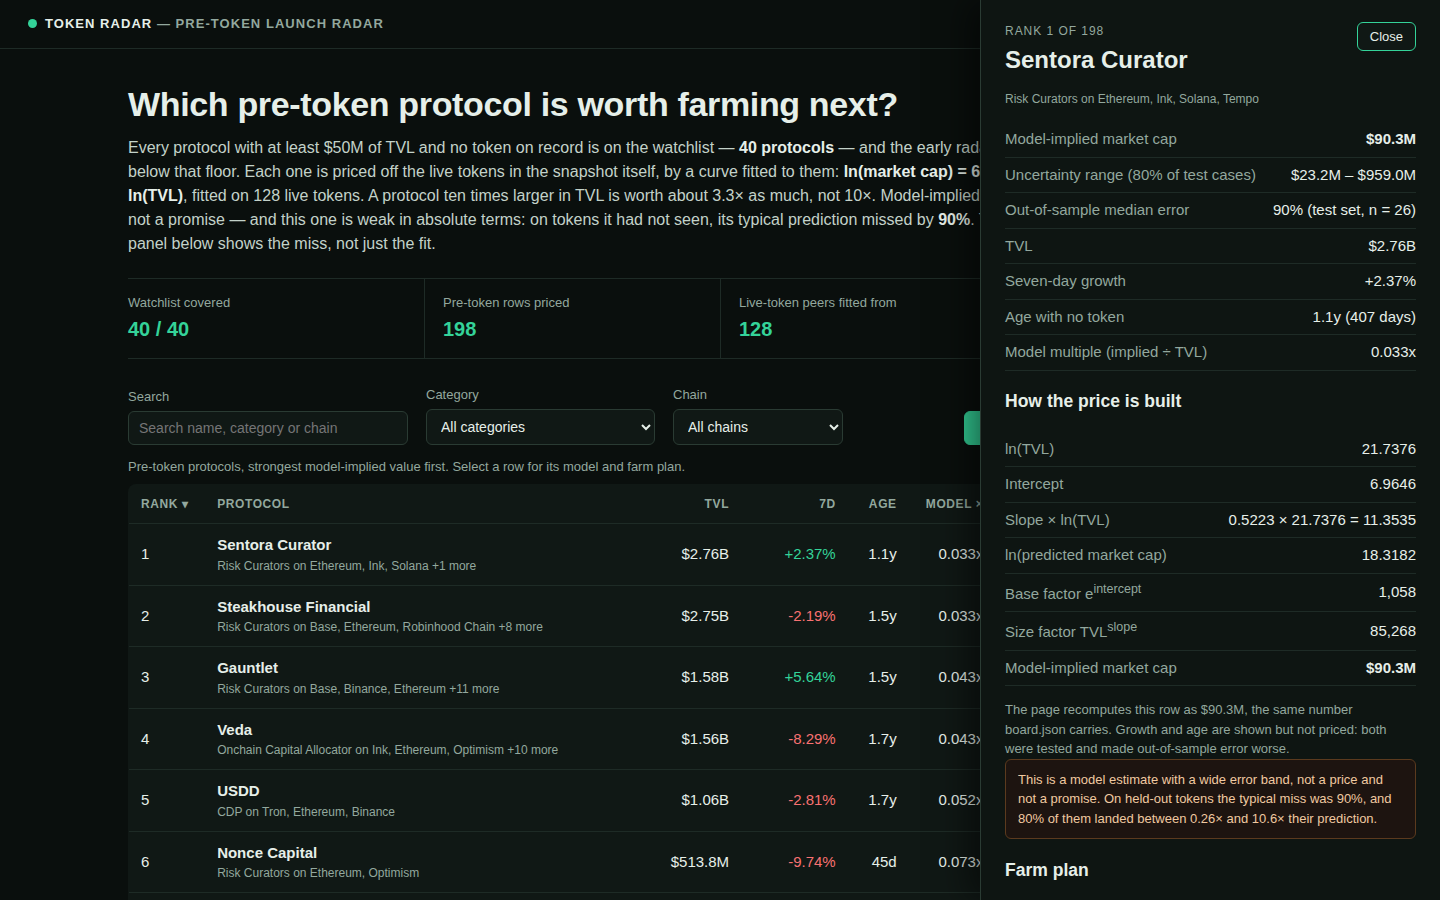 TOKEN RADAR — PRE-TOKEN LAUNCH RADAR
Which pre-token protocol is worth farming next?
Every protocol with at least $50M of TVL and no token on record is on the watchlist — 40 protocols — and the early rad
below that floor. Each one is priced off the live tokens in the snapshot itself, by a curve fitted to them: ln(market cap) = 6
ln(TVL), fitted on 128 live tokens. A protocol ten times larger in TVL is worth about 3.3× as much, not 10×. Model-implied
not a promise — and this one is weak in absolute terms: on tokens it had not seen, its typical prediction missed by 90%.
panel below shows the miss, not just the fit.
Watchlist covered
40 / 40
Pre-token rows priced
198
Live-token peers fitted from
128
Search
Search name, category or chain
Category
All categories
Chain
All chains
Pre-token protocols, strongest model-implied value first. Select a row for its model and farm plan.
RANK ▾ PROTOCOL TVL 7D AGE MODEL ×
1 Sentora Curator $2.76B +2.37% 1.1y 0.033x
Risk Curators on Ethereum, Ink, Solana +1 more
2 Steakhouse Financial $2.75B -2.19% 1.5y 0.033x
Risk Curators on Base, Ethereum, Robinhood Chain +8 more
3 Gauntlet $1.58B +5.64% 1.5y 0.043x
Risk Curators on Base, Binance, Ethereum +11 more
4 Veda $1.56B -8.29% 1.7y 0.043x
Onchain Capital Allocator on Ink, Ethereum, Optimism +10 more
5 USDD $1.06B -2.81% 1.7y 0.052x
CDP on Tron, Ethereum, Binance
6 Nonce Capital $513.8M -9.74% 45d 0.073x
Risk Curators on Ethereum, Optimism
RANK 1 OF 198
Close
Sentora Curator
Risk Curators on Ethereum, Ink, Solana, Tempo
Model-implied market cap $90.3M
Uncertainty range (80% of test cases) $23.2M – $959.0M
Out-of-sample median error 90% (test set, n = 26)
TVL $2.76B
Seven-day growth +2.37%
Age with no token 1.1y (407 days)
Model multiple (implied ÷ TVL) 0.033x
How the price is built
ln(TVL) 21.7376
Intercept 6.9646
Slope × ln(TVL) 0.5223 × 21.7376 = 11.3535
ln(predicted market cap) 18.3182
Base factor e^intercept 1,058
Size factor TVL^slope 85,268
Model-implied market cap $90.3M
The page recomputes this row as $90.3M, the same number
board.json carries. Growth and age are shown but not priced: both
were tested and made out-of-sample error worse.
This is a model estimate with a wide error band, not a price and
not a promise. On held-out tokens the typical miss was 90%, and
80% of them landed between 0.26× and 10.6× their prediction.
Farm plan